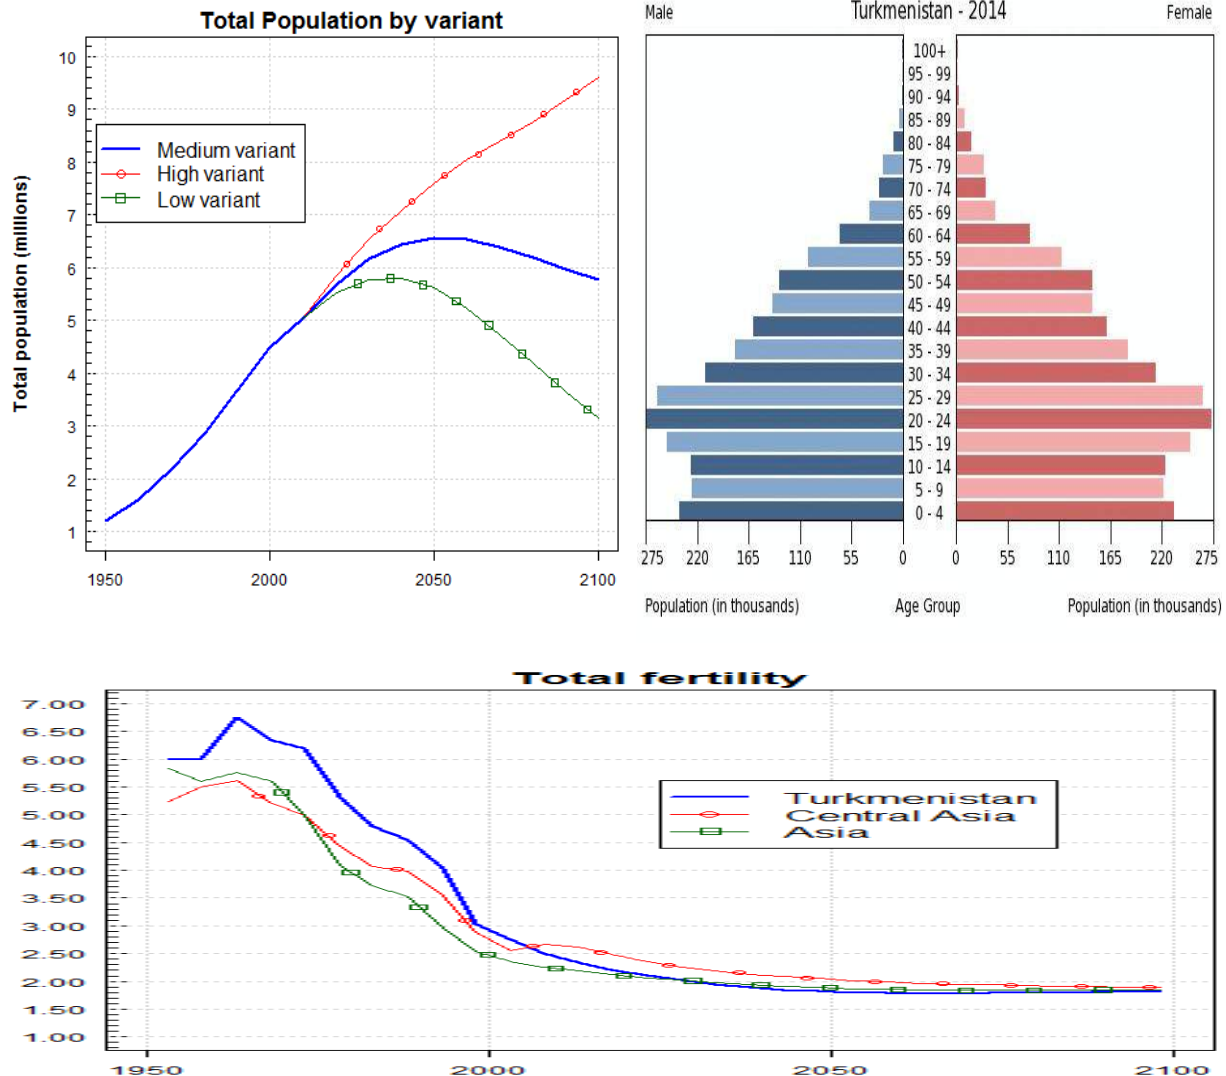 Total Population by variant
Total population (millions)
10
9
8
7
6
5
4
3
2
1
Medium variant
High variant
Low variant
1950 2000 2050 2100
Male Turkmenistan - 2014 Female
100+
95 - 99
90 - 94
85 - 89
80 - 84
75 - 79
70 - 74
65 - 69
60 - 64
55 - 59
50 - 54
45 - 49
40 - 44
35 - 39
30 - 34
25 - 29
20 - 24
15 - 19
10 - 14
5 - 9
0 - 4
275 220 165 110 55 0 0 55 110 165 220 275
Population (in thousands) Age Group Population (in thousands)
Total fertility
7.00
6.50
6.00
5.50
5.00
4.50
4.00
3.50
3.00
2.50
2.00
1.50
1.00
Turkmenistan
Central Asia
Asia
1950 2000 2050 2100